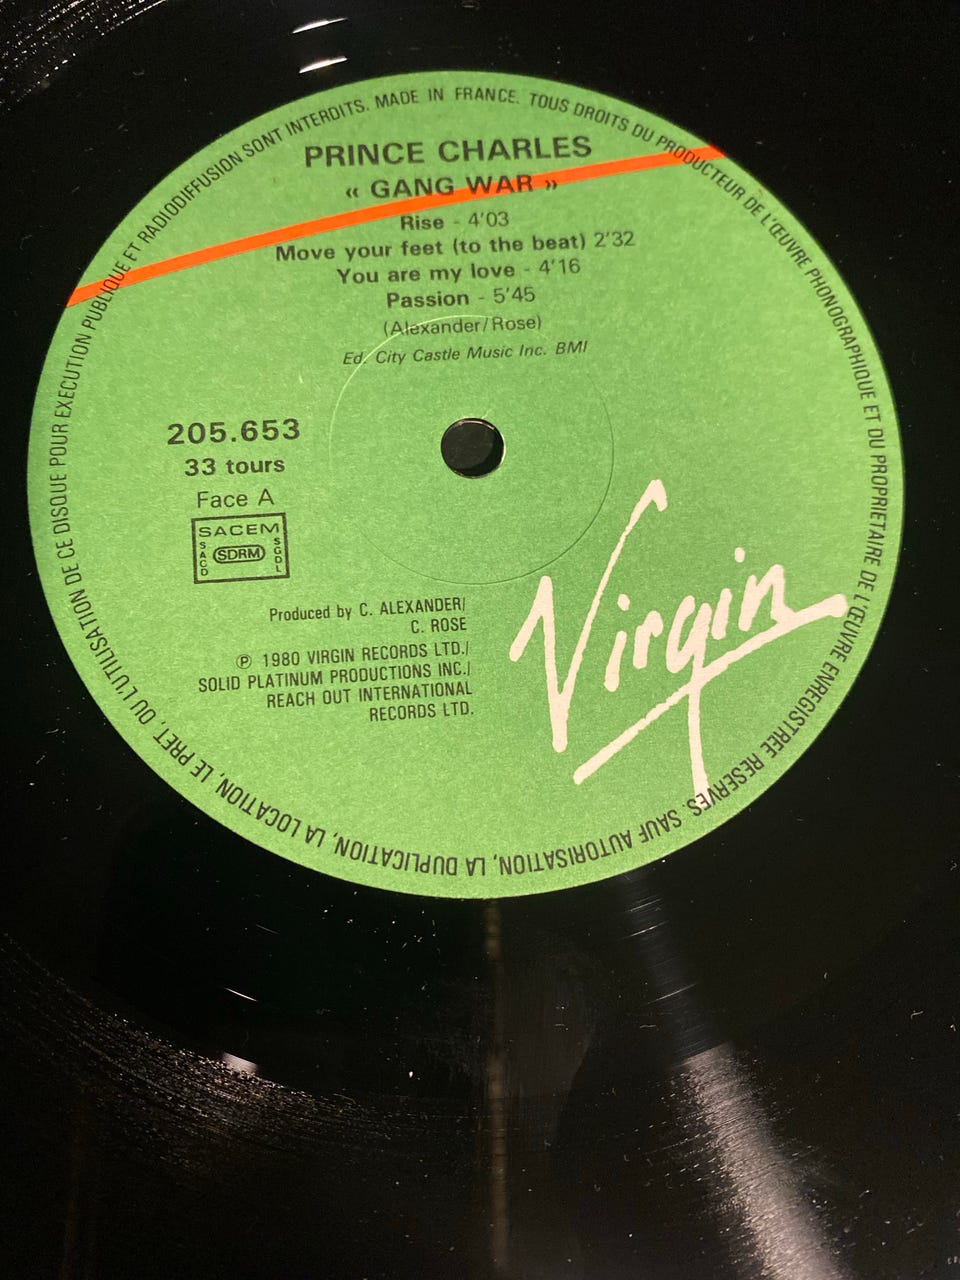 PRINCE CHARLES
« GANG WAR »
Rise - 4'03
Move your feet (to the beat) 2'32
You are my love - 4'16
Passion - 5'45
(Alexander/Rose)
Ed. City Castle Music Inc. BMI
205.653
33 tours
Face A
SACEM
SACD
SDRM
SGDL
Produced by C. ALEXANDER/
C. ROSE
℗ 1980 VIRGIN RECORDS LTD./
SOLID PLATINUM PRODUCTIONS INC./
REACH OUT INTERNATIONAL
RECORDS LTD.
Virgin
MADE IN FRANCE. TOUS DROITS DU PRODUCTEUR DE L'ŒUVRE PHONOGRAPHIQUE ET DU PROPRIETAIRE DE L'ŒUVRE ENREGISTREE RESERVES. SAUF AUTORISATION, LA DUPLICATION, LA LOCATION, LE PRET, OU L'UTILISATION DE CE DISQUE POUR EXECUTION PUBLIQUE ET RADIODIFFUSION SONT INTERDITS.